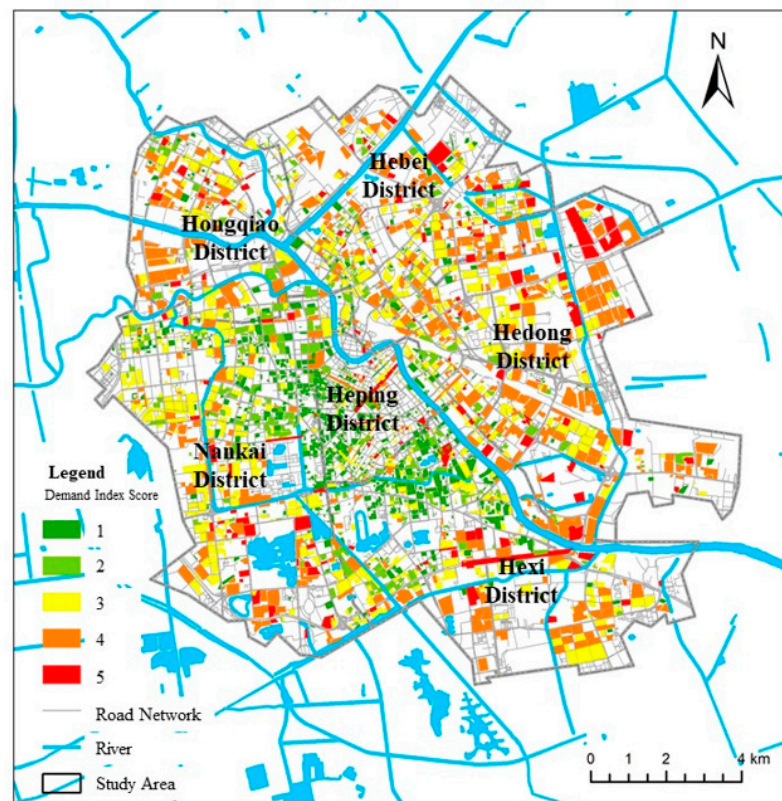 N
Hebei
District
Hongqiao
District
Hedong
District
Heping
District
Nankai
District
Hexi
District
Legend
Demand Index Score
1
2
3
4
5
Road Network
River
Study Area
0 1 2 4 km